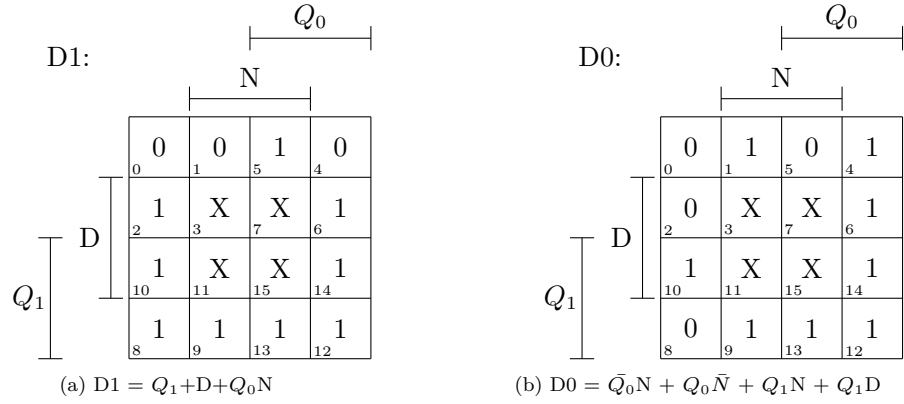 Q₀ Q₀
D1: D0:
N N
0 0 1 0 0 1 0 1
0 1 5 4 0 1 5 4
1 X X 1 0 X X 1
2 3 7 6 2 3 7 6
D D
1 X X 1 1 X X 1
10 11 15 14 10 11 15 14
Q₁ Q₁
1 1 1 1 0 1 1 1
8 9 13 12 8 9 13 12
(a) D1 = Q₁+D+Q₀N (b) D0 = Q̄₀N + Q₀N̄ + Q₁N + Q₁D